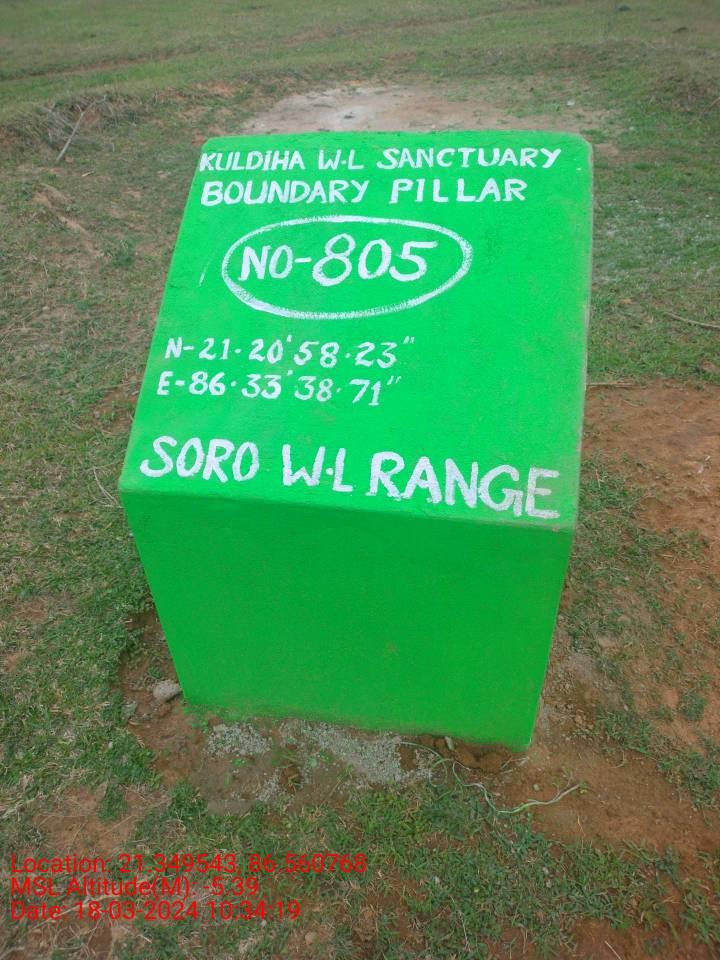 KULDIHA W.L SANCTUARY
BOUNDARY PILLAR
NO-805
N-21.20'58.23"
E-86.33'38.71"
SORO W.L RANGE
Location: 21.349543, 86.560768
MSL Altitude(M): -5.39
Date: 18-03-2024 10:34:19